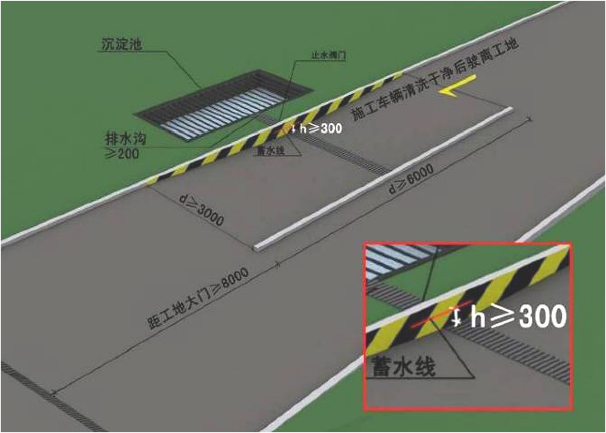 沉淀池
止水阀门
施工车辆清洗干净后驶离工地
排水沟
≥200
h≥300
蓄水线
d≥3000
d≥6000
距工地大门≥8000
h≥300
蓄水线